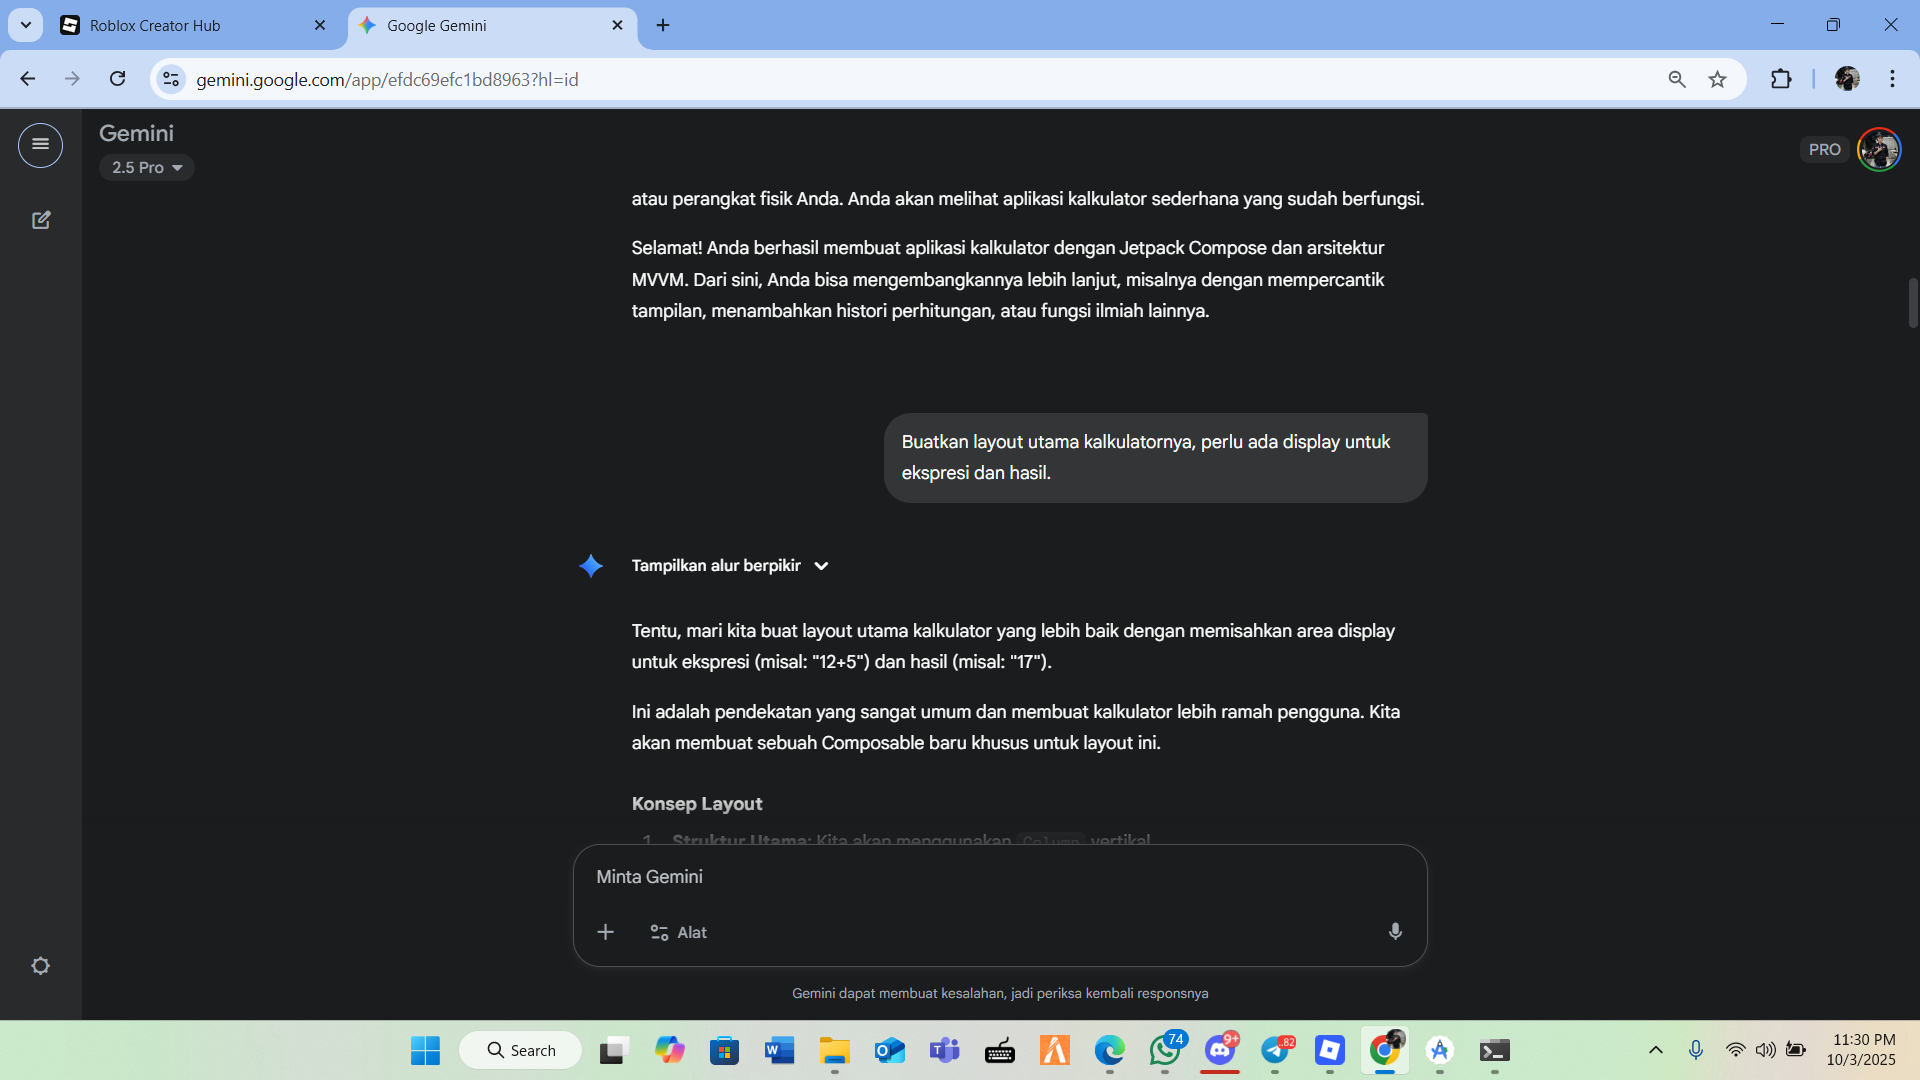 Roblox Creator Hub
Google Gemini
gemini.google.com/app/efdc69efc1bd8963?hl=id
Gemini
2.5 Pro
PRO
atau perangkat fisik Anda. Anda akan melihat aplikasi kalkulator sederhana yang sudah berfungsi.
Selamat! Anda berhasil membuat aplikasi kalkulator dengan Jetpack Compose dan arsitektur
MVVM. Dari sini, Anda bisa mengembangkannya lebih lanjut, misalnya dengan mempercantik
tampilan, menambahkan histori perhitungan, atau fungsi ilmiah lainnya.
Buatkan layout utama kalkulatornya, perlu ada display untuk
ekspresi dan hasil.
Tampilkan alur berpikir
Tentu, mari kita buat layout utama kalkulator yang lebih baik dengan memisahkan area display
untuk ekspresi (misal: "12+5") dan hasil (misal: "17").
Ini adalah pendekatan yang sangat umum dan membuat kalkulator lebih ramah pengguna. Kita
akan membuat sebuah Composable baru khusus untuk layout ini.
Konsep Layout
1. Struktur Utama: Kita akan menggunakan Column vertikal
Minta Gemini
Alat
Gemini dapat membuat kesalahan, jadi periksa kembali responsnya
Search
74
9+
..82
11:30 PM
10/3/2025